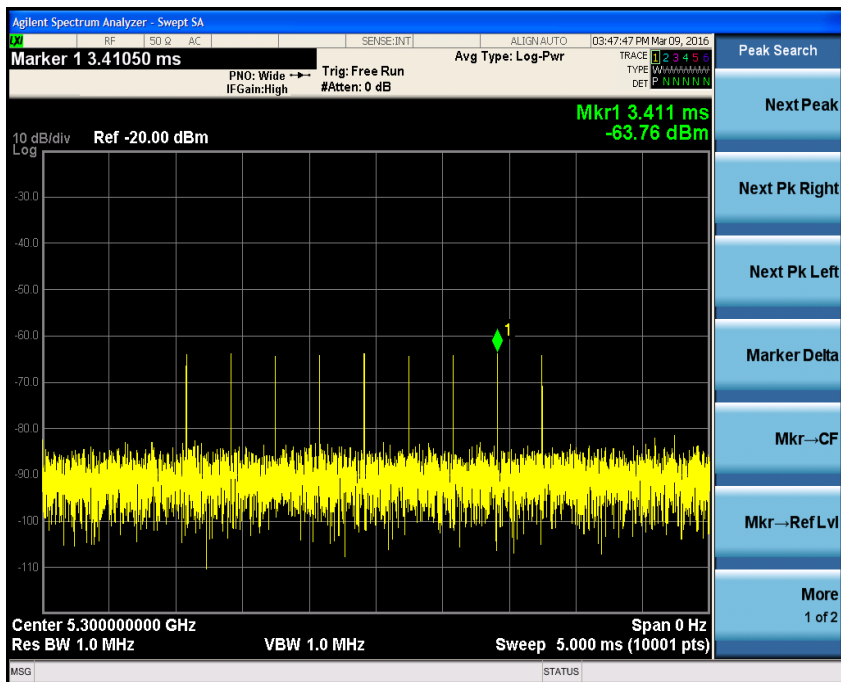 Agilent Spectrum Analyzer - Swept SA
LXI RF 50 Ω AC SENSE:INT ALIGN AUTO 03:47:47 PM Mar 09, 2016
Marker 1 3.41050 ms
PNO: Wide
IFGain:High
Trig: Free Run
#Atten: 0 dB
Avg Type: Log-Pwr
TRACE 1 2 3 4 5 6
TYPE W W W W W W
DET P N N N N N
Peak Search
Mkr1 3.411 ms
-63.76 dBm
10 dB/div
Log
Ref -20.00 dBm
-30.0
-40.0
-50.0
-60.0
-70.0
-80.0
-90.0
-100
-110
1
Next Peak
Next Pk Right
Next Pk Left
Marker Delta
Mkr→CF
Mkr→Ref Lvl
More
1 of 2
Center 5.300000000 GHz
Span 0 Hz
Res BW 1.0 MHz
VBW 1.0 MHz
Sweep 5.000 ms (10001 pts)
MSG
STATUS